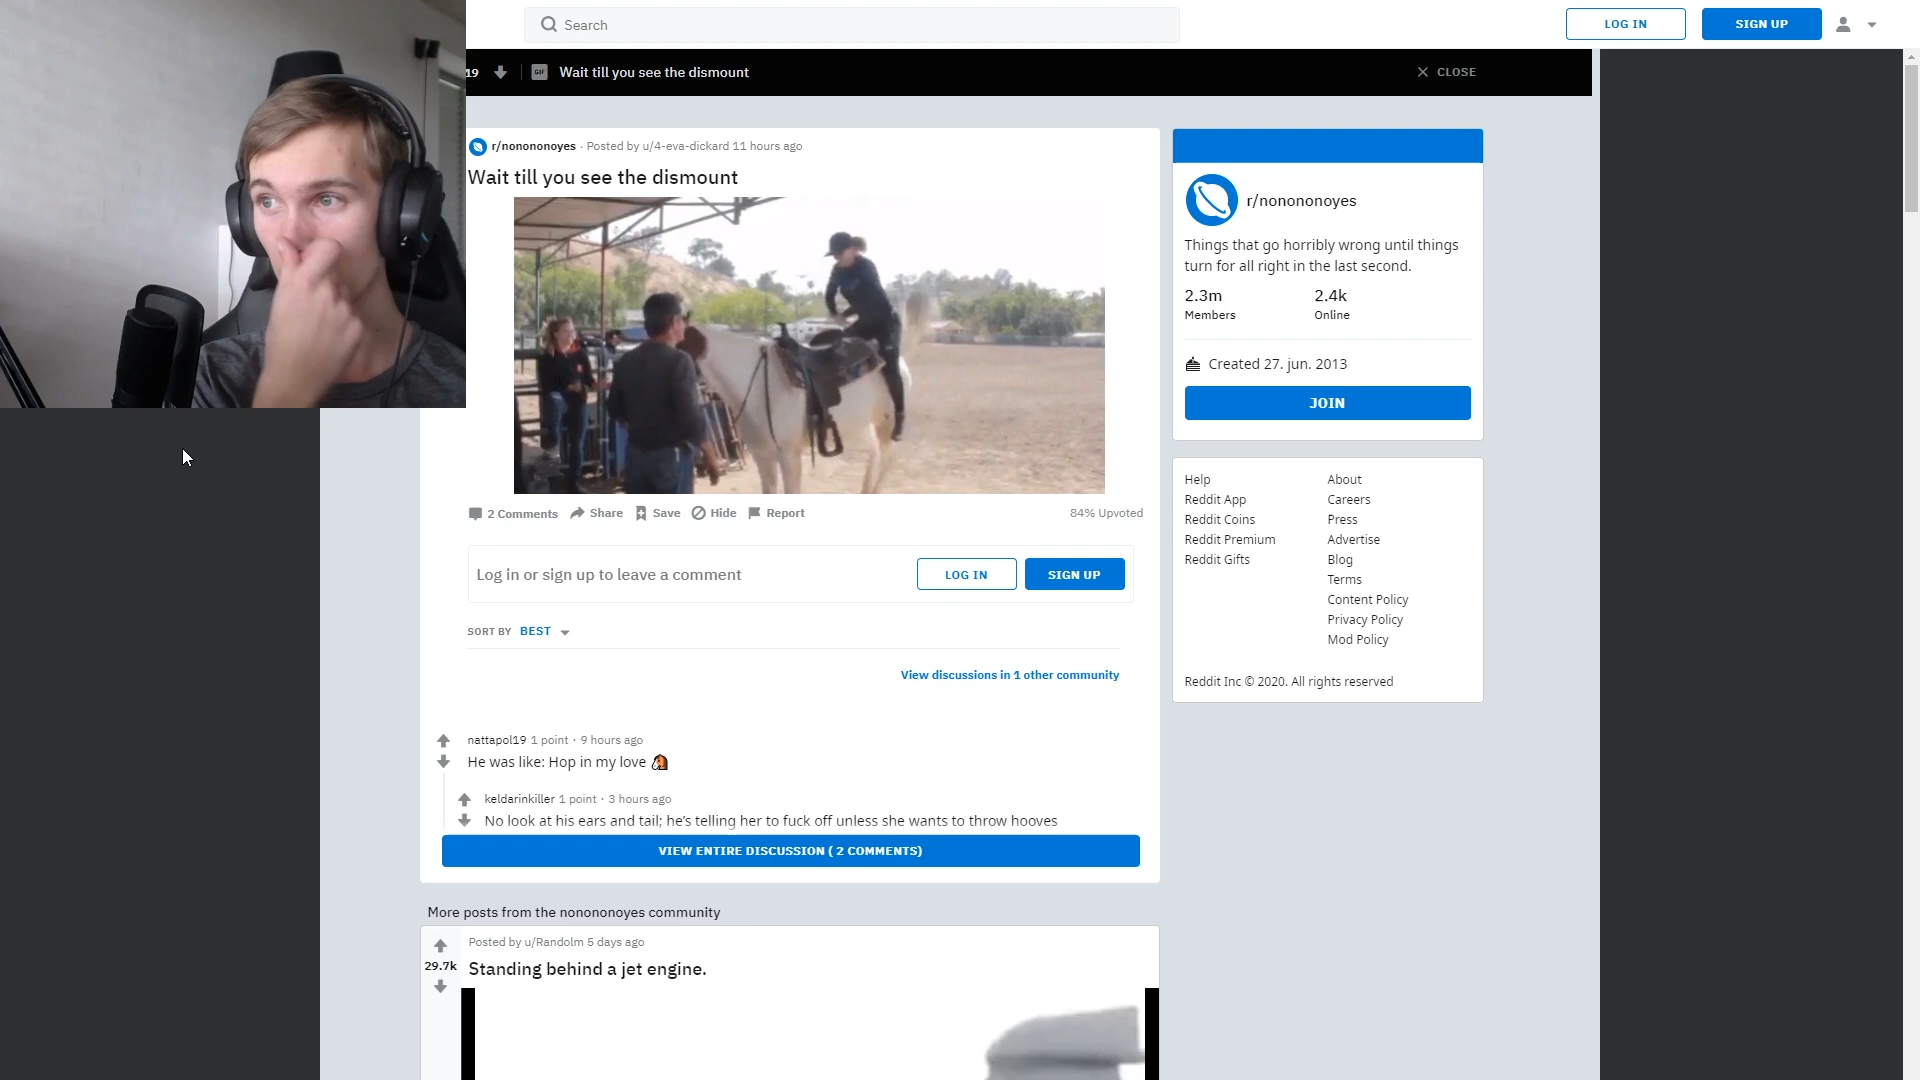 Search
LOG IN
SIGN UP
19
GIF
Wait till you see the dismount
CLOSE
r/nonononoyes · Posted by u/4-eva-dickard 11 hours ago
Wait till you see the dismount
2 Comments
Share
Save
Hide
Report
84% Upvoted
Log in or sign up to leave a comment
LOG IN
SIGN UP
SORT BY BEST
View discussions in 1 other community
nattapol19 1 point · 9 hours ago
He was like: Hop in my love 🐴
keldarinkiller 1 point · 3 hours ago
No look at his ears and tail; he's telling her to fuck off unless she wants to throw hooves
VIEW ENTIRE DISCUSSION ( 2 COMMENTS)
More posts from the nonononoyes community
Posted by u/Randolm 5 days ago
29.7k
Standing behind a jet engine.
r/nonononoyes
Things that go horribly wrong until things
turn for all right in the last second.
2.3m
Members
2.4k
Online
Created 27. jun. 2013
JOIN
Help
Reddit App
Reddit Coins
Reddit Premium
Reddit Gifts
About
Careers
Press
Advertise
Blog
Terms
Content Policy
Privacy Policy
Mod Policy
Reddit Inc © 2020. All rights reserved